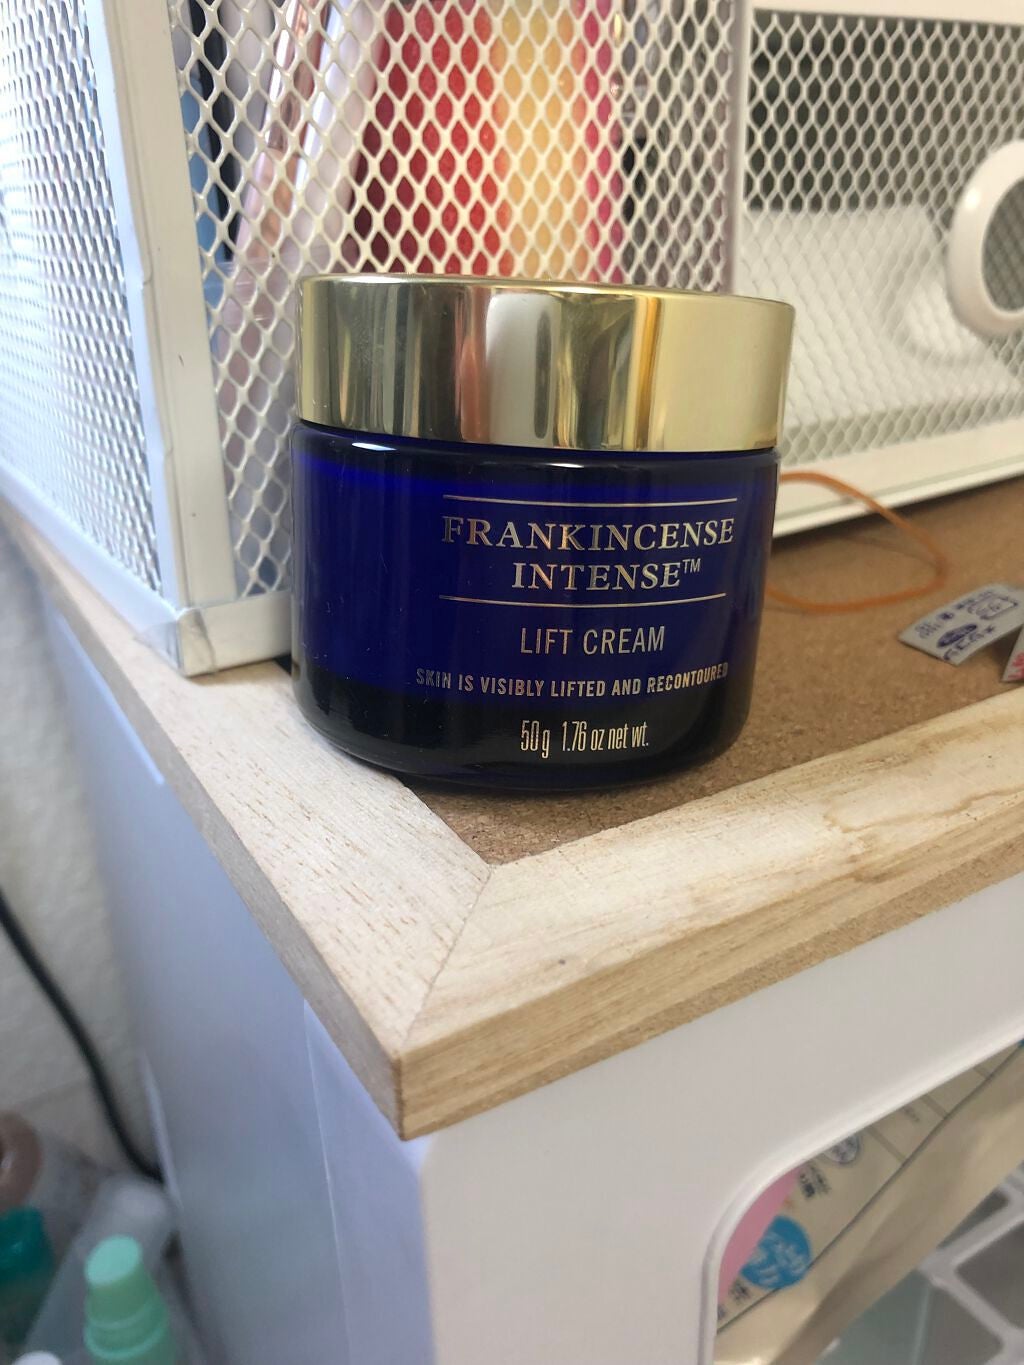 FRANKINCENSE
INTENSE™
LIFT CREAM
SKIN IS VISIBLY LIFTED AND RECONTOURED
50g 1.76 oz net wt.